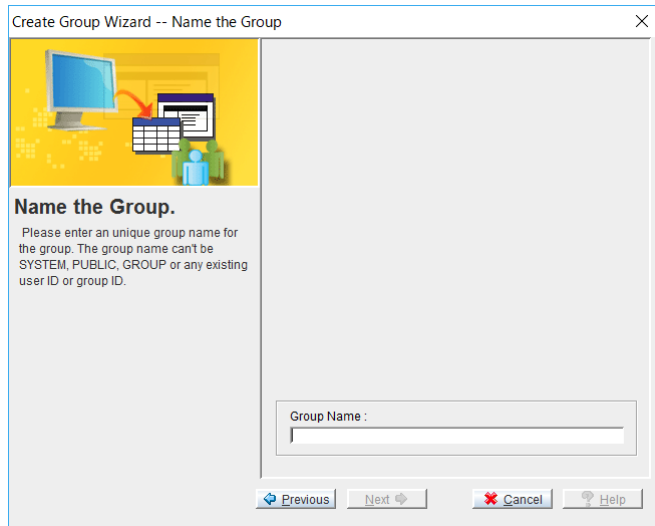 Create Group Wizard -- Name the Group
Name the Group.
Please enter an unique group name for
the group. The group name can't be
SYSTEM, PUBLIC, GROUP or any existing
user ID or group ID.
Group Name :
Previous
Next
Cancel
Help